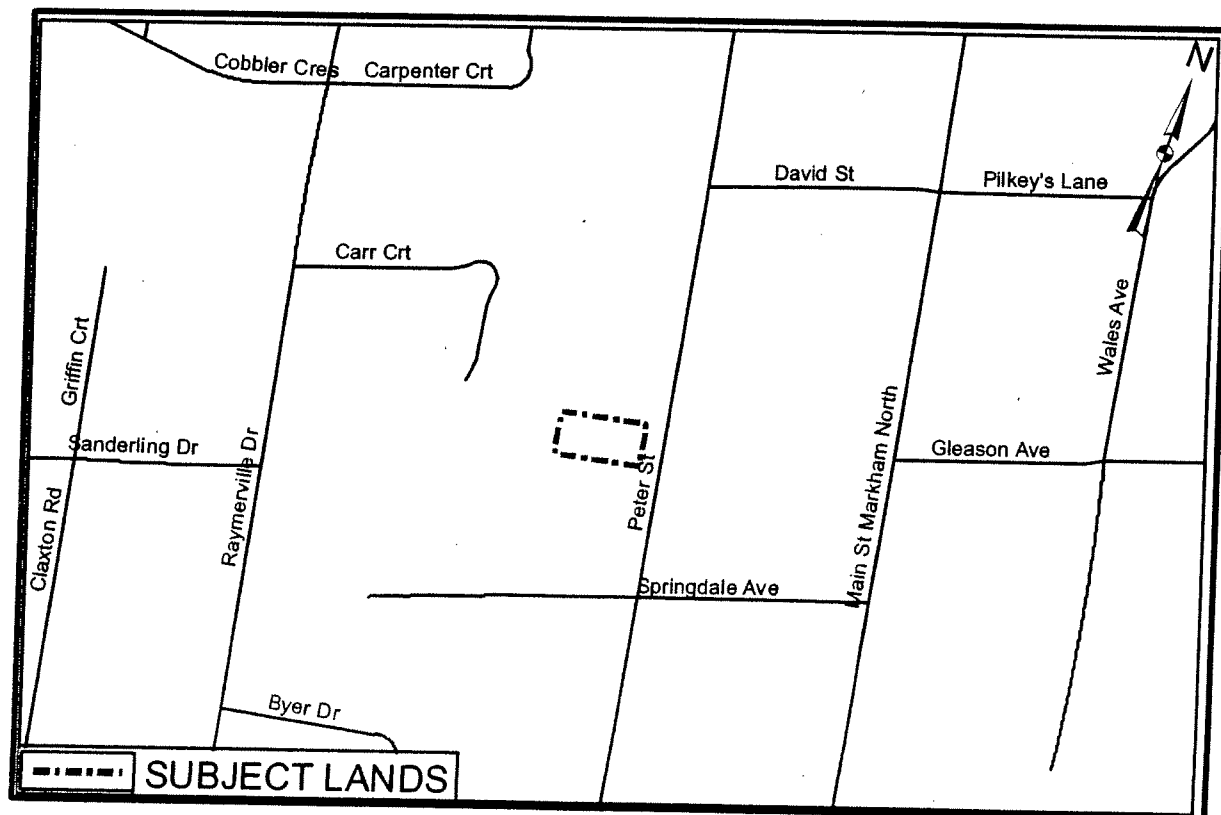 Cobbler Cres
Carpenter Crt
N
David St
Pilkey's Lane
Carr Crt
Griffin Crt
Wales Ave
Sanderling Dr
Raymerville Dr
Peter St
Main St Markham North
Gleason Ave
Claxton Rd
Springdale Ave
Byer Dr
SUBJECT LANDS